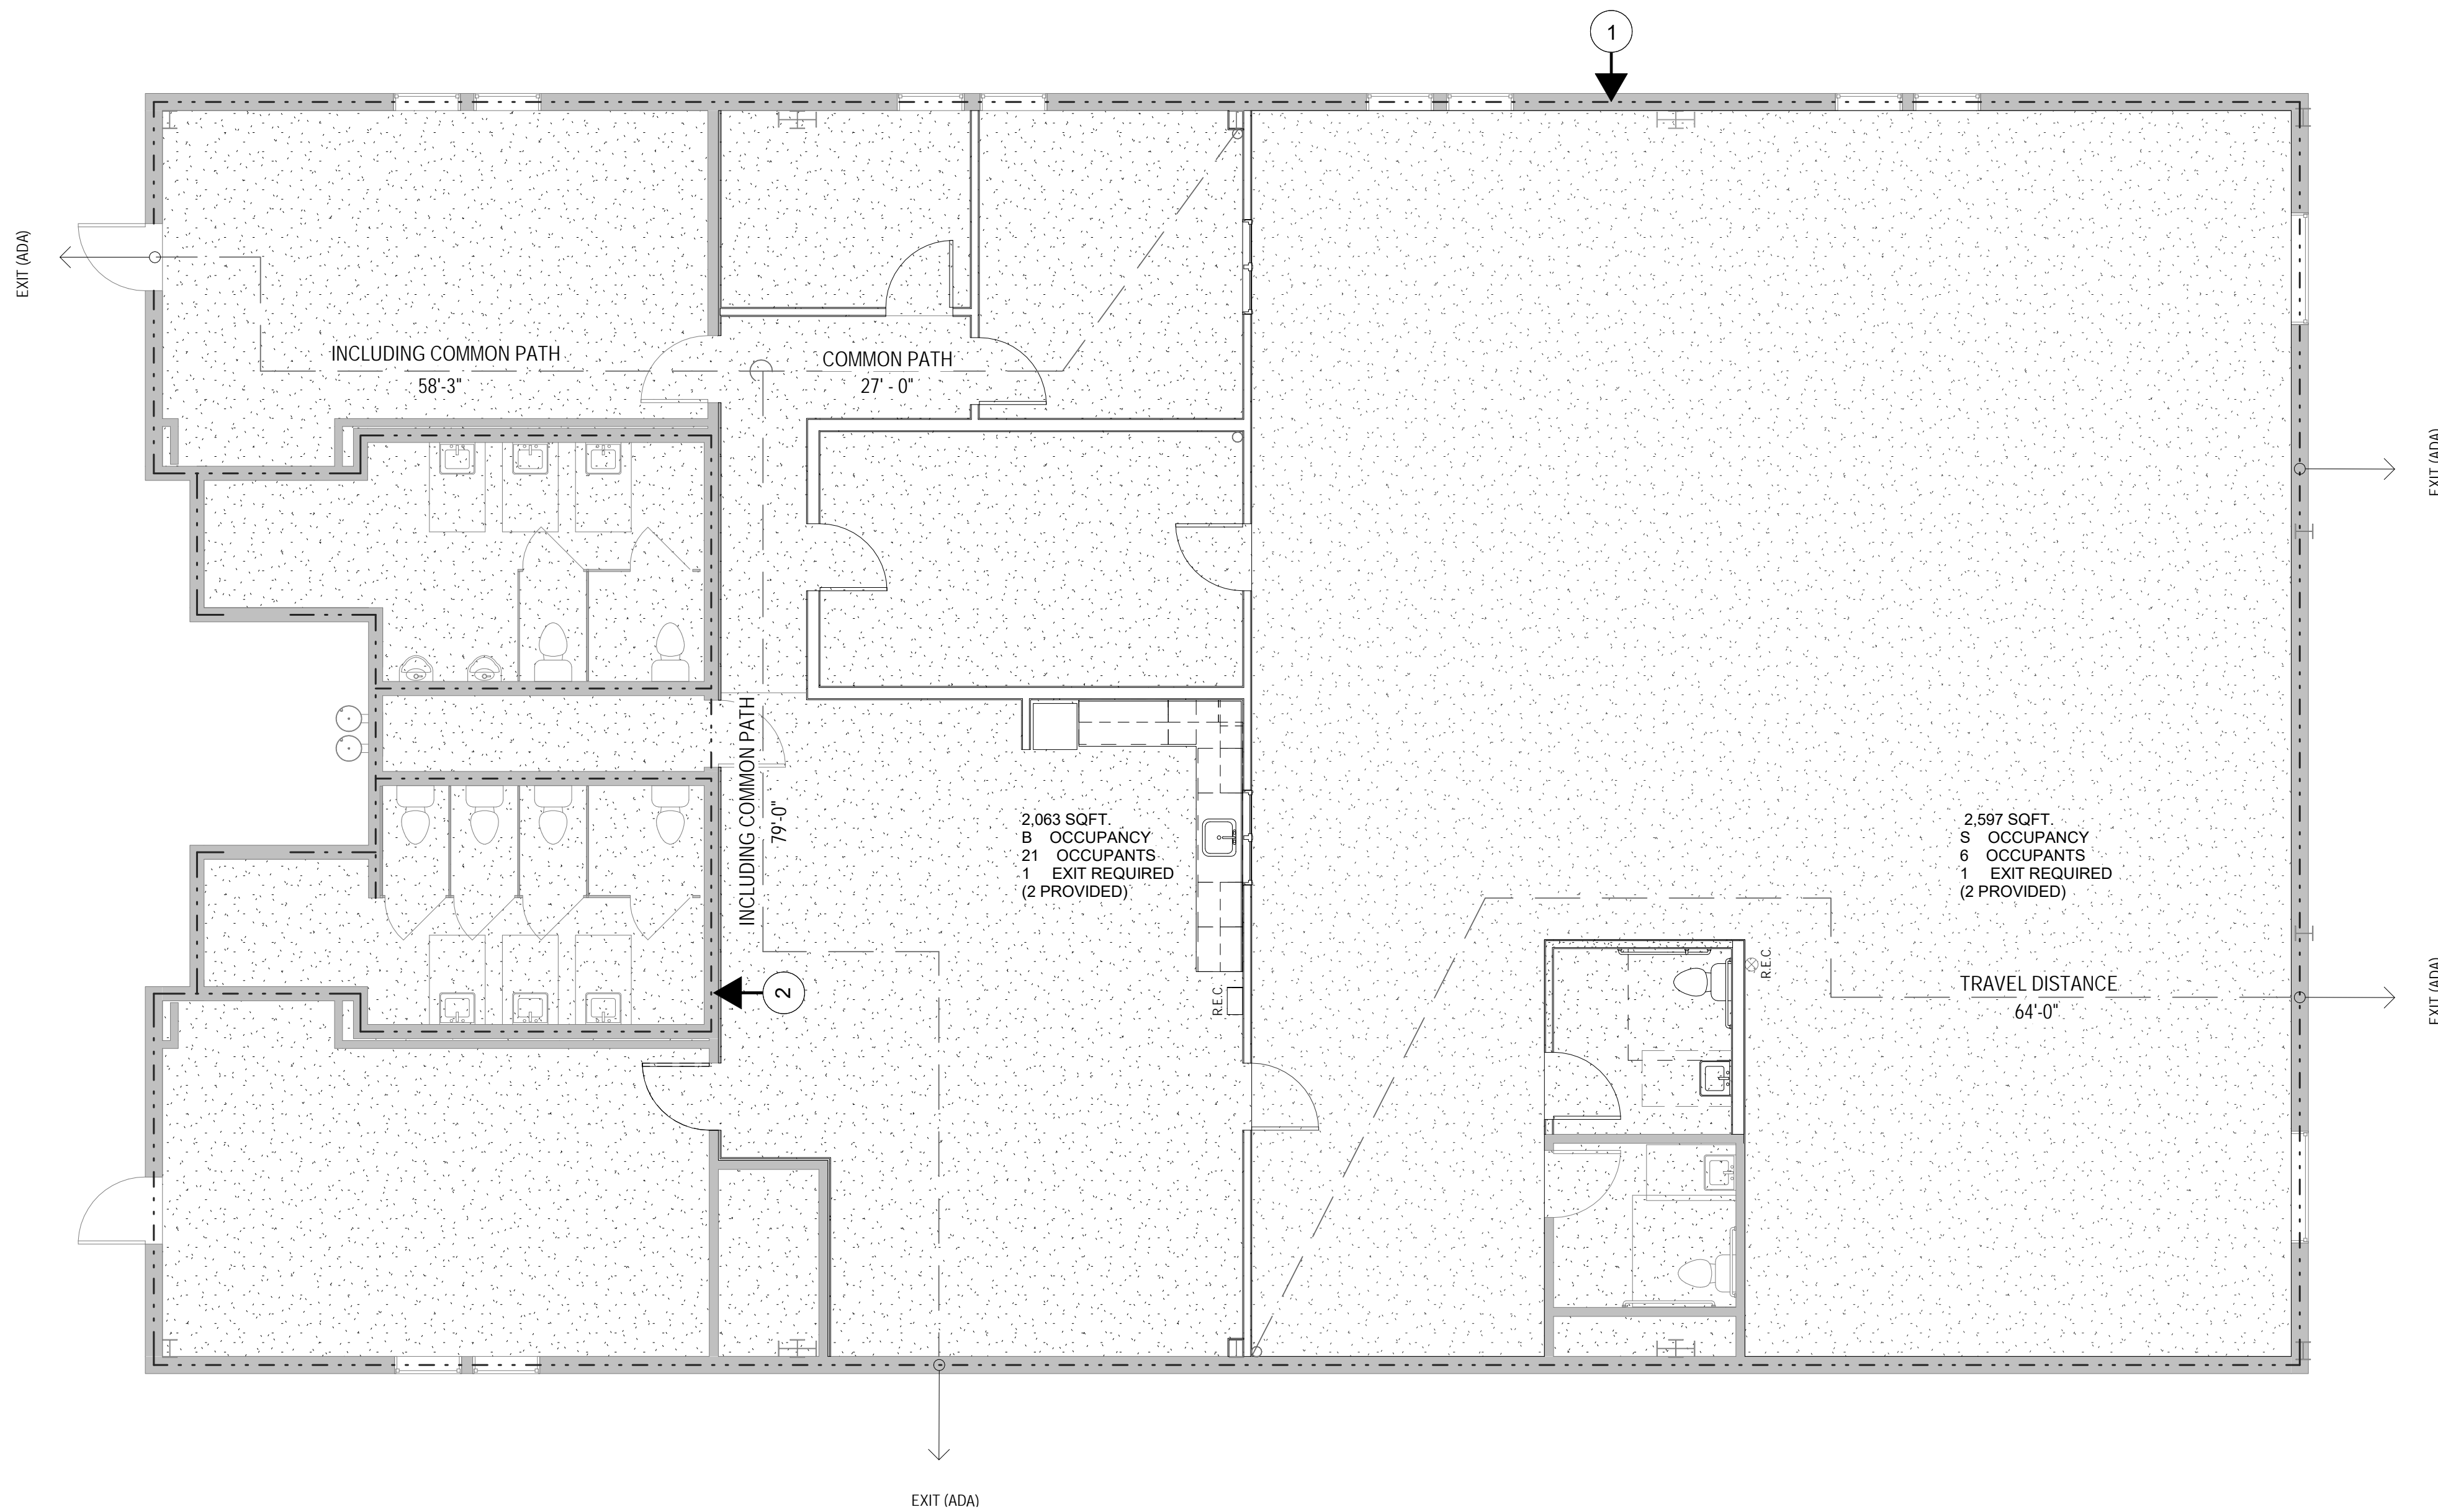 1
EXIT (ADA)
INCLUDING COMMON PATH
58'-3"
COMMON PATH
27' - 0"
EXIT (ADA)
INCLUDING COMMON PATH
79'-0"
2,063 SQFT.
B OCCUPANCY
21 OCCUPANTS
1 EXIT REQUIRED
(2 PROVIDED)
2,597 SQFT.
S OCCUPANCY
6 OCCUPANTS
1 EXIT REQUIRED
(2 PROVIDED)
2
R.E.C.
R.E.C.
TRAVEL DISTANCE
64'-0"
EXIT (ADA)
EXIT (ADA)